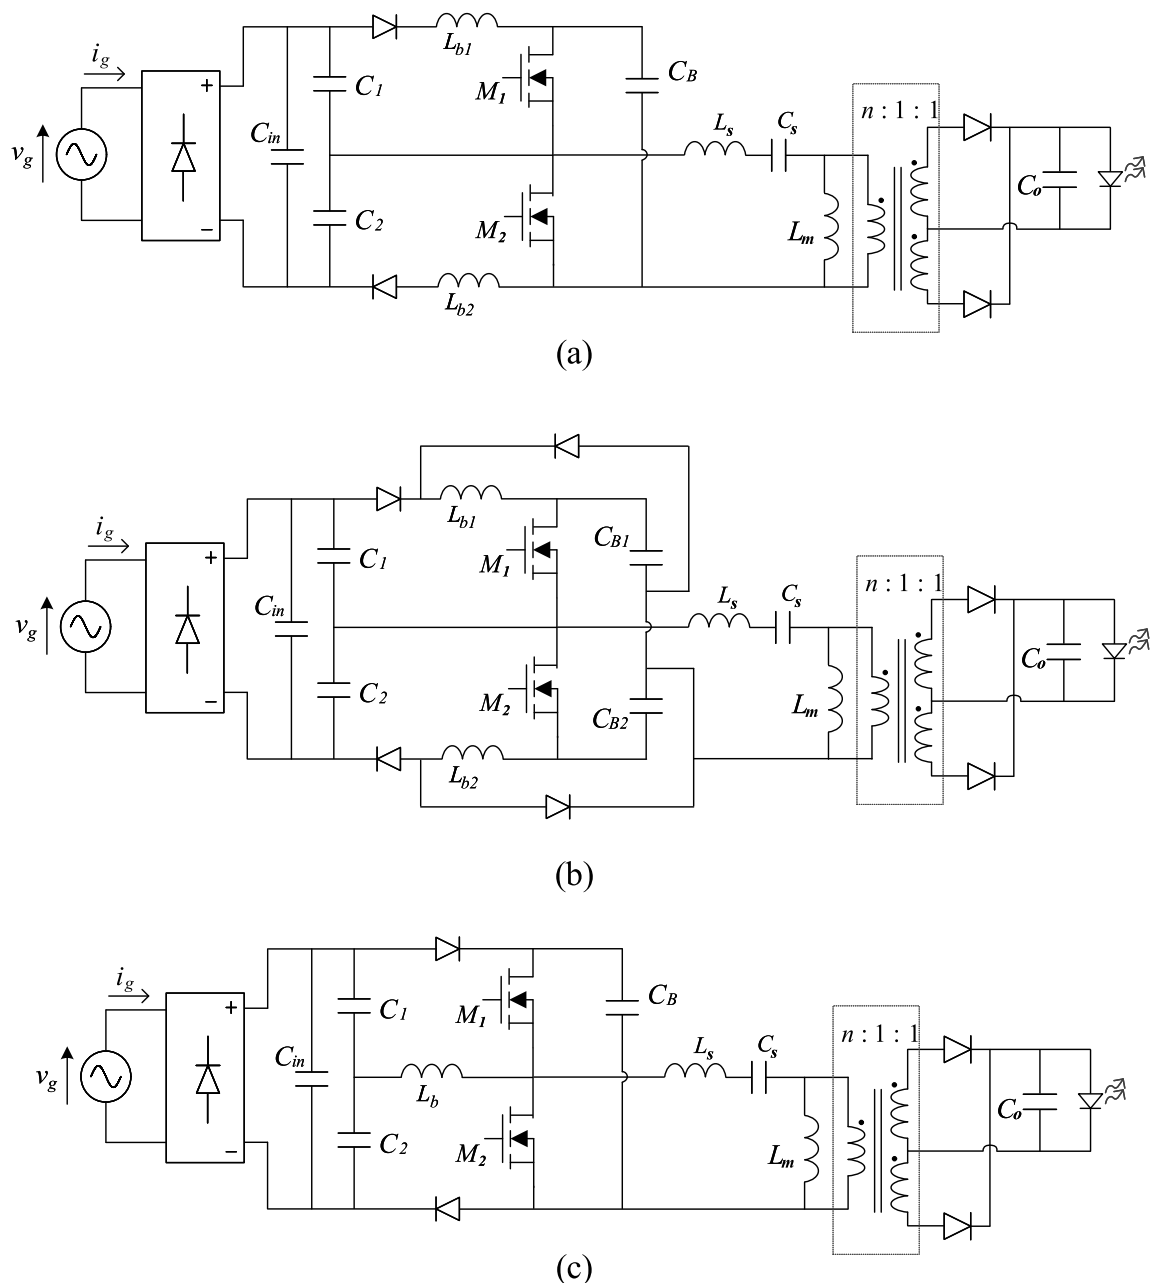 i_g
v_g
+
−
C_in
C_1
C_2
L_b1
L_b2
M_1
M_2
C_B
L_s
C_s
L_m
n : 1 : 1
C_o
(a)
i_g
v_g
+
−
C_in
C_1
C_2
L_b1
L_b2
M_1
M_2
C_B1
C_B2
L_s
C_s
L_m
n : 1 : 1
C_o
(b)
i_g
v_g
+
−
C_in
C_1
C_2
L_b
M_1
M_2
C_B
L_s
C_s
L_m
n : 1 : 1
C_o
(c)